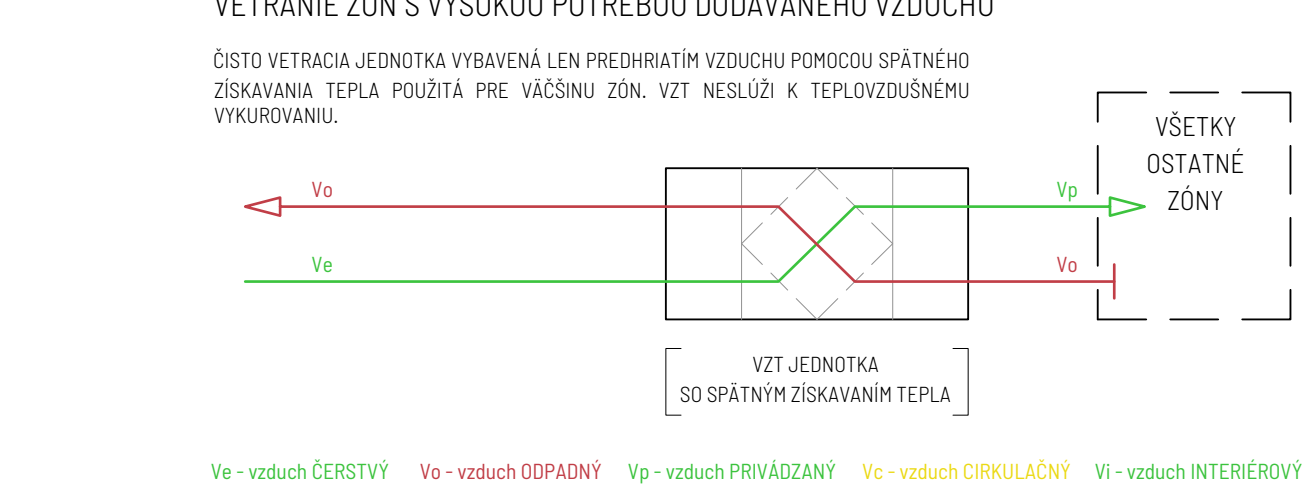 VETRANIE ZÓN S VYSOKOU POTREBOU DODÁVANÉHO VZDUCHU
ČISTO VETRACIA JEDNOTKA VYBAVENÁ LEN PREDHRIATÍM VZDUCHU POMOCOU SPÄTNÉHO
ZÍSKAVANIA TEPLA POUŽITÁ PRE VÄČŠINU ZÓN. VZT NESLÚŽI K TEPLOVZDUŠNÉMU
VYKUROVANIU.
VŠETKY
OSTATNÉ
ZÓNY
Vo
Vp
Ve
Vo
VZT JEDNOTKA
SO SPÄTNÝM ZÍSKAVANÍM TEPLA
Ve - vzduch ČERSTVÝ Vo - vzduch ODPADNÝ Vp - vzduch PRIVÁDZANÝ Vc - vzduch CIRKULAČNÝ Vi - vzduch INTERIÉROVÝ